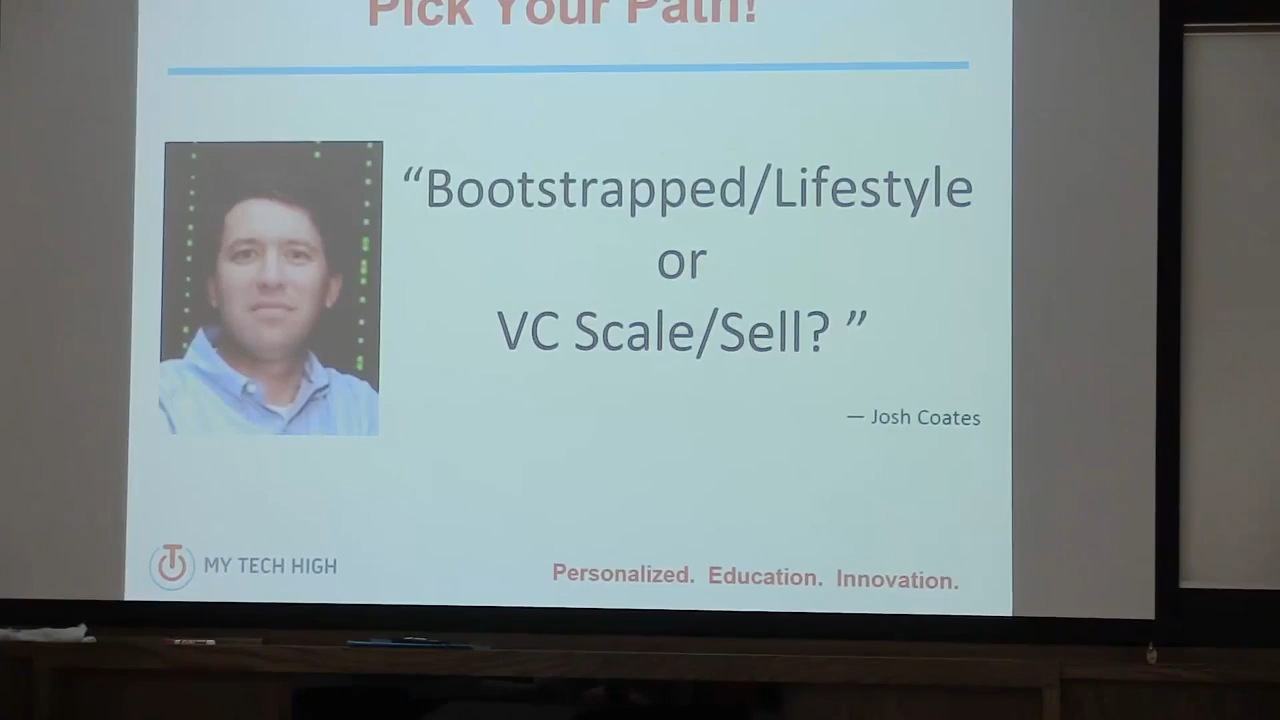 Pick Your Path!
“Bootstrapped/Lifestyle
or
VC Scale/Sell? ”
— Josh Coates
MY TECH HIGH
Personalized. Education. Innovation.